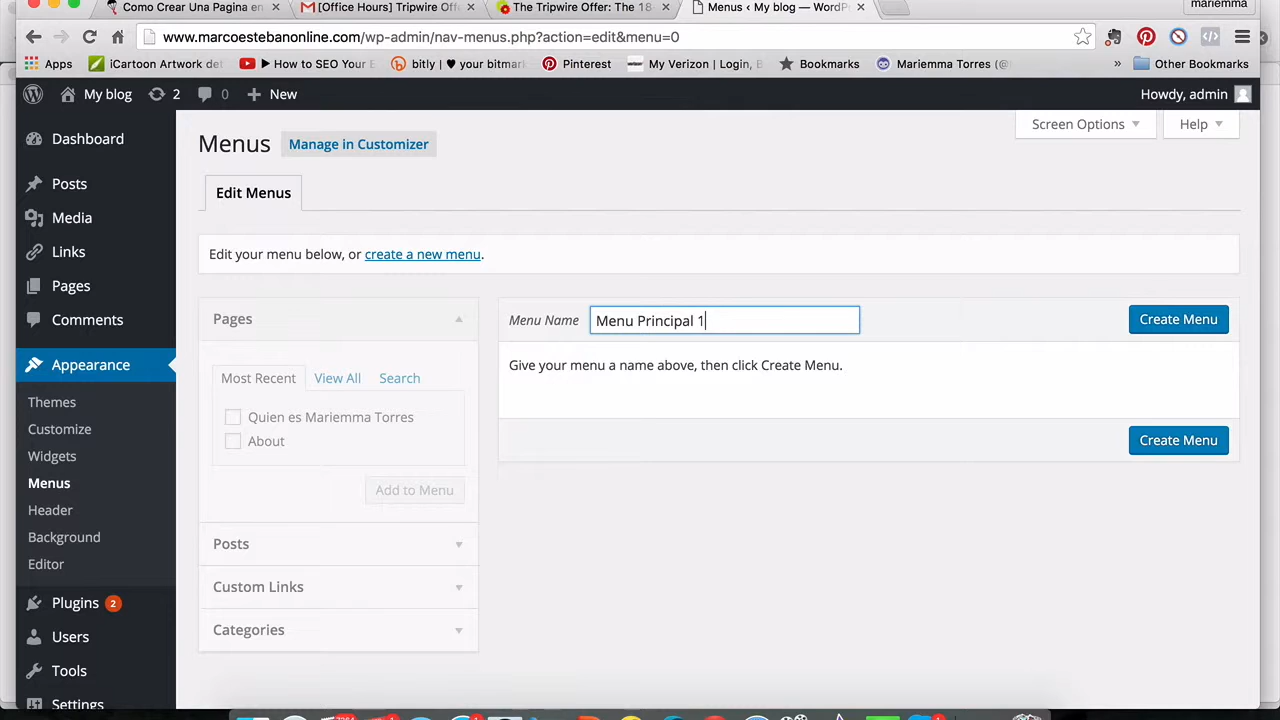 Como Crear Una Pagina en
[Office Hours] Tripwire Offe
The Tripwire Offer: The 18
Menus ‹ My blog — WordP
mariemma
www.marcoestebanonline.com/wp-admin/nav-menus.php?action=edit&menu=0
Apps
iCartoon Artwork de
How to SEO Your E
bitly | ♥ your bitmar
Pinterest
My Verizon | Login,
Bookmarks
Mariemma Torres (@
»
Other Bookmarks
My blog
2
0
New
Howdy, admin
Dashboard
Posts
Media
Links
Pages
Comments
Appearance
Themes
Customize
Widgets
Menus
Header
Background
Editor
Plugins 2
Users
Tools
Settings
Screen Options
Help
Menus
Manage in Customizer
Edit Menus
Edit your menu below, or create a new menu.
Pages
Most Recent
View All
Search
Quien es Mariemma Torres
About
Add to Menu
Posts
Custom Links
Categories
Menu Name
Menu Principal 1
Create Menu
Give your menu a name above, then click Create Menu.
Create Menu